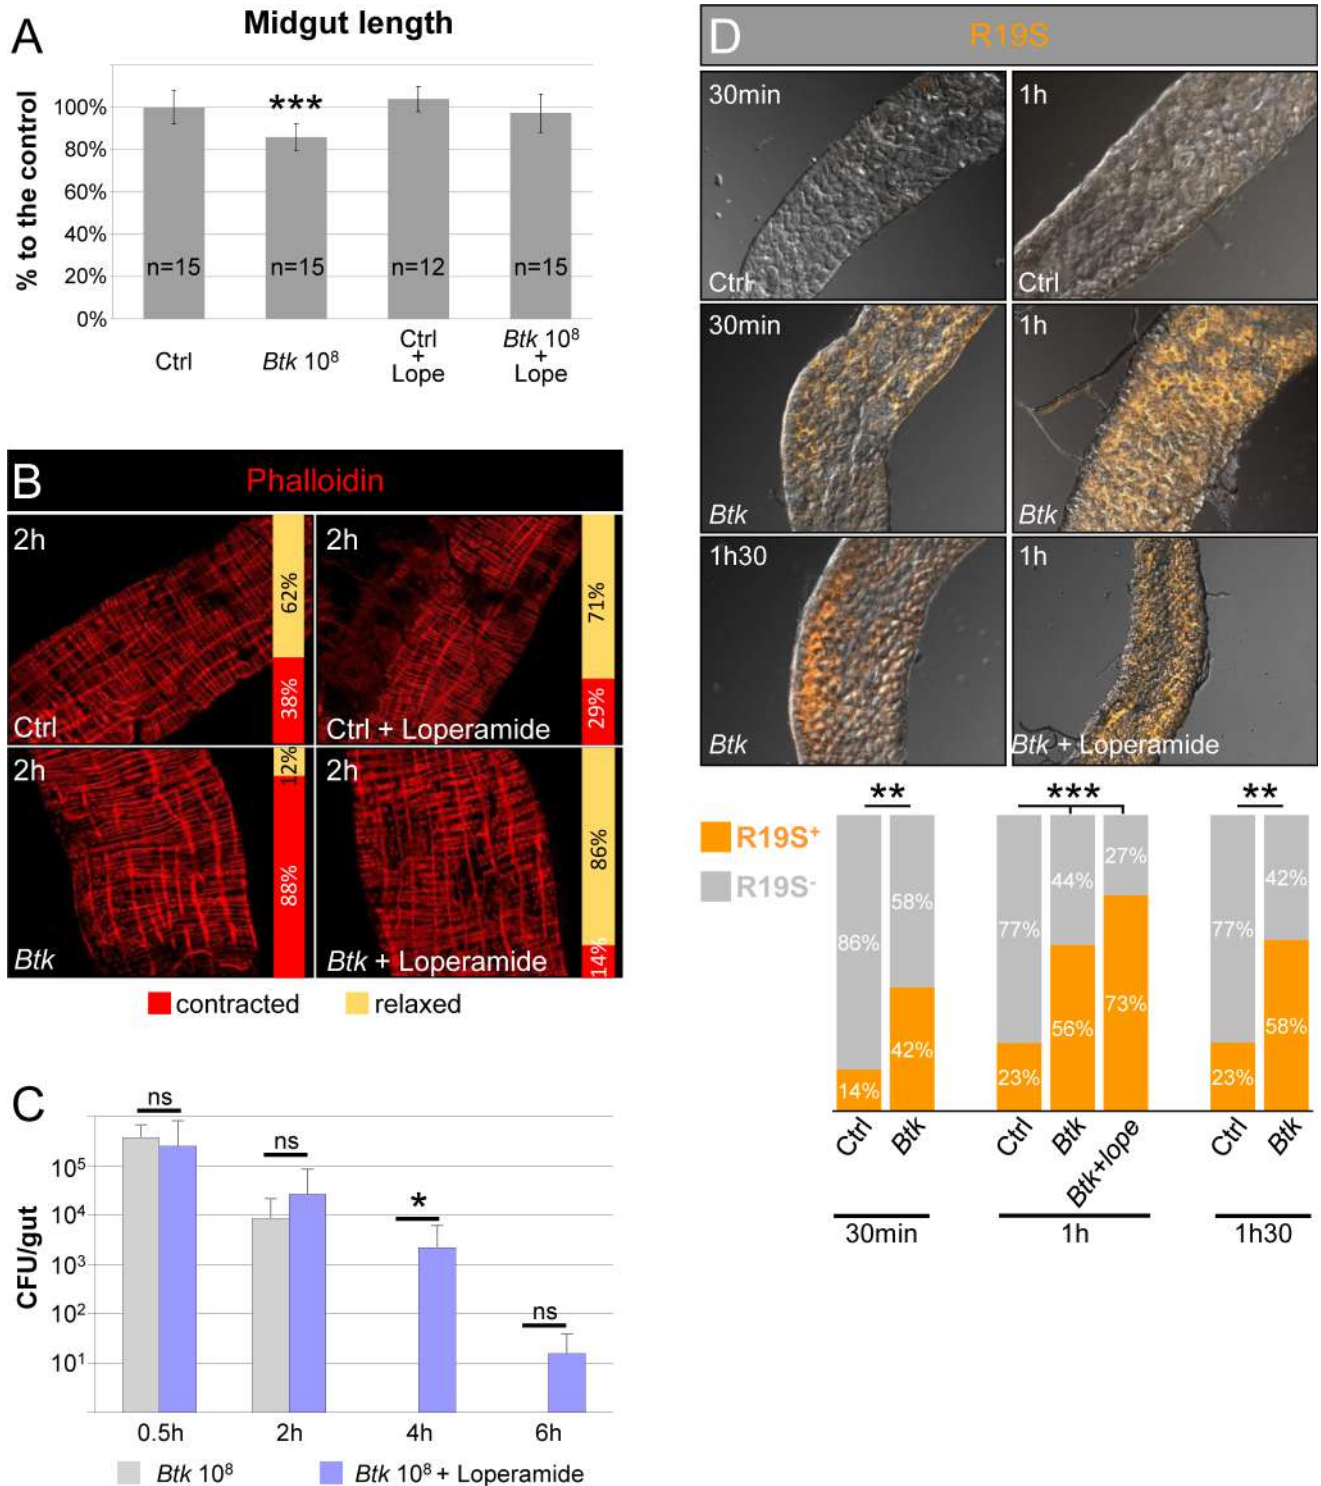 A
Midgut length
% to the control
100%
80%
60%
40%
20%
0%
***
n=15
n=15
n=12
n=15
Ctrl
Btk 10⁸
Ctrl
+
Lope
Btk 10⁸
+
Lope
B
Phalloidin
2h
62%
38%
Ctrl
2h
71%
29%
Ctrl + Loperamide
2h
12%
88%
Btk
2h
86%
14%
Btk + Loperamide
contracted
relaxed
C
CFU/gut
10⁵
10⁴
10³
10²
10¹
ns
ns
*
ns
0.5h
2h
4h
6h
Btk 10⁸
Btk 10⁸ + Loperamide
D
R19S
30min
Ctrl
1h
Ctrl
30min
Btk
1h
Btk
1h30
Btk
1h
Btk + Loperamide
R19S⁺
R19S⁻
**
***
**
86%
14%
58%
42%
77%
23%
44%
56%
27%
73%
77%
23%
42%
58%
Ctrl
Btk
Ctrl
Btk
Btk+lope
Ctrl
Btk
30min
1h
1h30